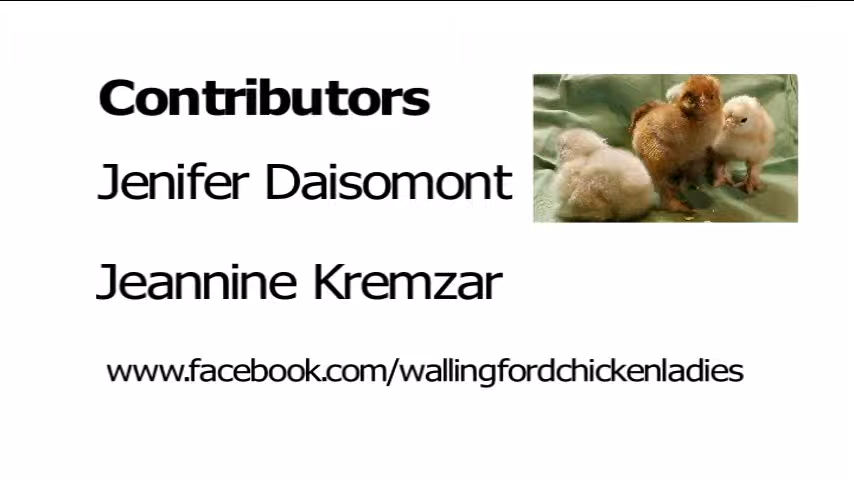 Contributors
Jenifer Daisomont
Jeannine Kremzar
www.facebook.com/wallingfordchickenladies